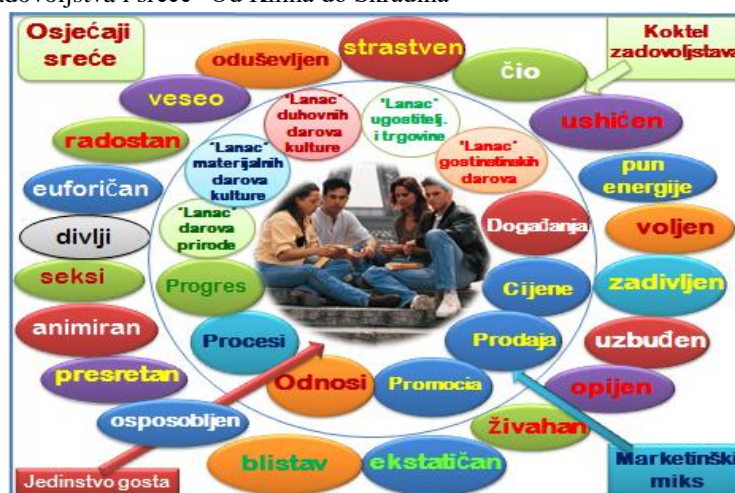 adovoljstva i sreće" Od Knina do Skradina
Osjećaji
sreće
Koktel
zadovoljstava
strastven
oduševljen
čio
veseo
ushićen
radostan
pun
energije
euforičan
voljen
divlji
zadivljen
seksi
uzbuđen
animiran
opijen
presretan
živahan
osposobljen
blistav
ekstatičan
"Lanac"
duhovnih
darova
kulture
"Lanac"
ugostitelj.
i trgovine
"Lanac"
materijalnih
darova
kulture
"Lanac"
gostinstinskih
darova
"Lanac"
darova
prirode
Događanja
Progres
Cijene
Procesi
Prodaja
Odnosi
Promocia
Jedinstvo gosta
Marketinški
miks